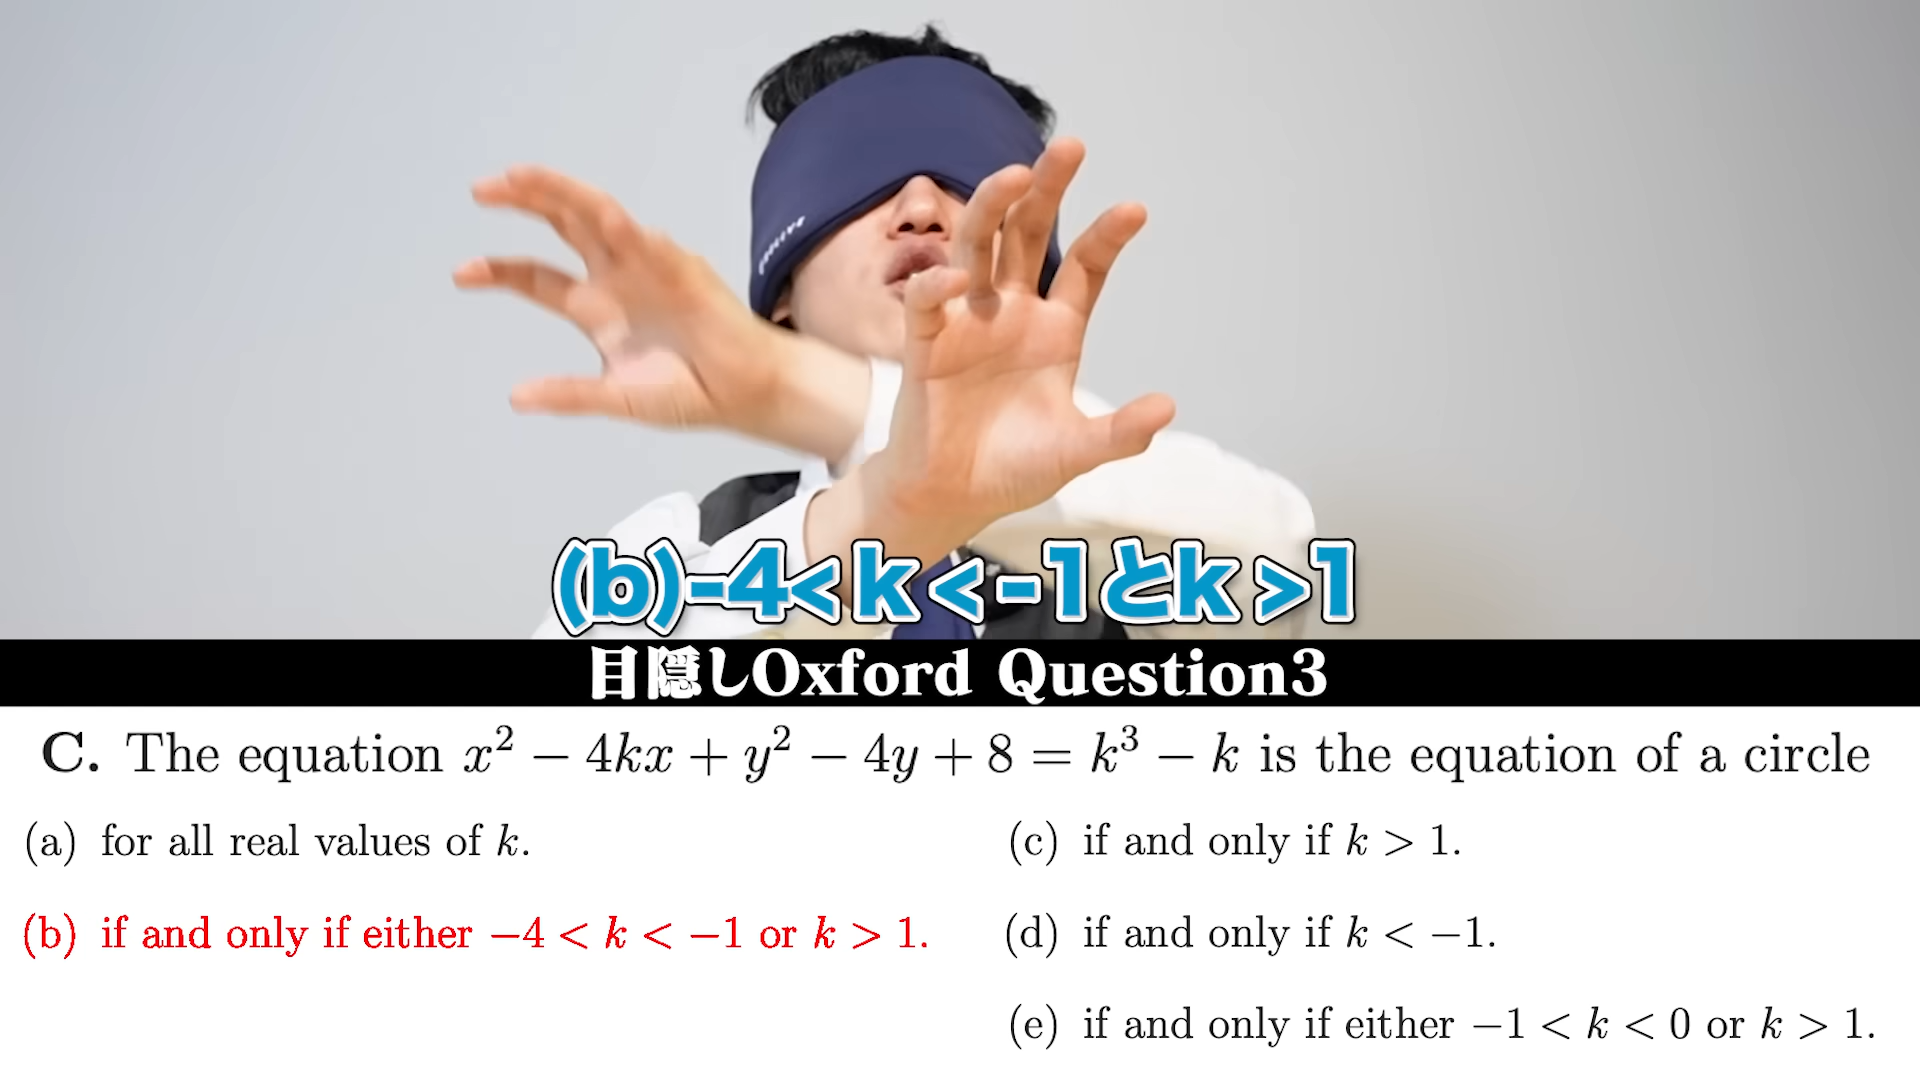 (b)-4<k<-1とk>1
目隠しOxford Question3
C. The equation x² − 4kx + y² − 4y + 8 = k³ − k is the equation of a circle
(a) for all real values of k.
(b) if and only if either −4 < k < −1 or k > 1.
(c) if and only if k > 1.
(d) if and only if k < −1.
(e) if and only if either −1 < k < 0 or k > 1.